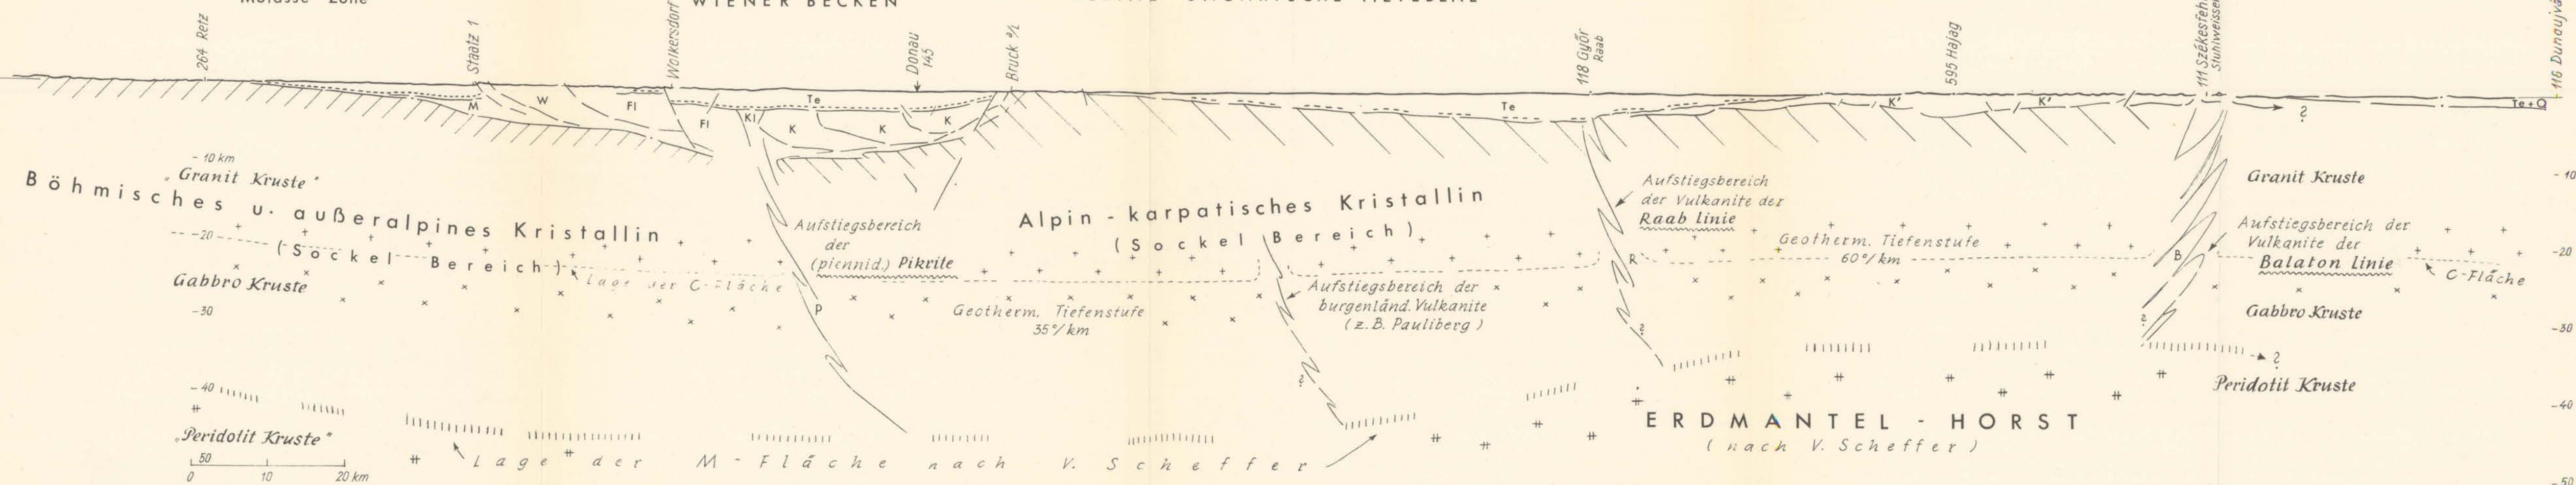 Molasse Zone
WIENER BECKEN
264 Retz
Staatz 1
Wolkersdorf
Donau
145
Bruck a/L
118 Győr
Raab
595 Hajag
111 Székesfeh
Stuhlweissen
116 Dunaújvá
M
W
Fl
Fl
Kl
Te
K
K
K
Te
K'
K'
?
Te+Q
- 10 km
„Granit Kruste"
Böhmisches u. außeralpines Kristallin
(Sockel Bereich)
-20
Lage der C-Fläche
Gabbro Kruste
-30
- 40
„Peridotit Kruste"
50
0 10 20 km
Aufstiegsbereich
der
(piennid.) Pikrite
P
Alpin - karpatisches Kristallin
(Sockel Bereich)
Geotherm. Tiefenstufe
35°/km
Aufstiegsbereich der
burgenländ. Vulkanite
(z.B. Pauliberg)
?
Aufstiegsbereich
der Vulkanite der
Raab linie
R
?
Geotherm. Tiefenstufe
60°/km
B
?
Granit Kruste
Aufstiegsbereich der
Vulkanite der
Balaton linie
C-Fläche
Gabbro Kruste
?
Peridotit Kruste
Lage der M-Fläche nach V. Scheffer
ERDMANTEL - HORST
(nach V. Scheffer)
- 10
-20
-30
-40
-50